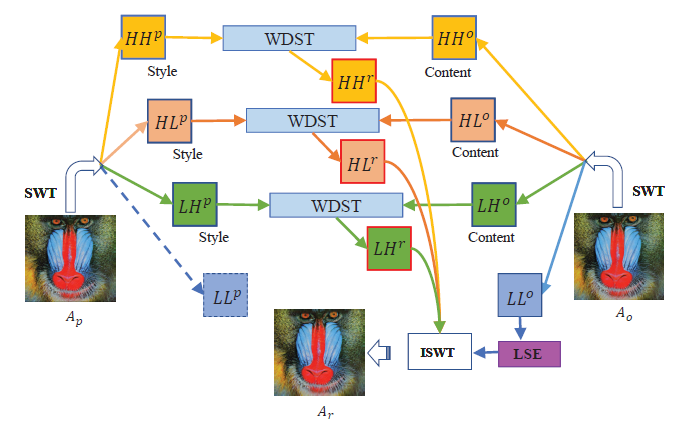 HH^p WDST HH^o
Style Content
HH^r
HL^p WDST HL^o
Style Content
HL^r
SWT SWT
LH^p WDST LH^o
Style Content
LH^r
LL^p LL^o
A_p A_o
ISWT LSE
A_r